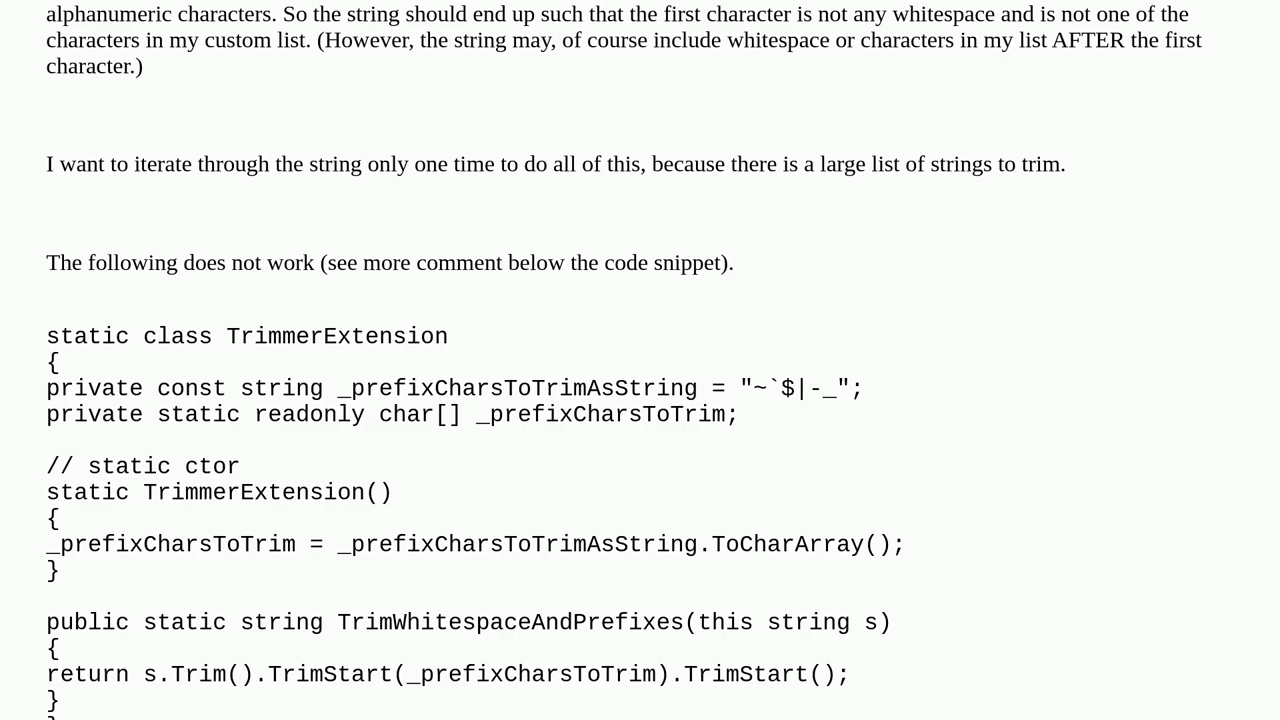 alphanumeric characters. So the string should end up such that the first character is not any whitespace and is not one of the
characters in my custom list. (However, the string may, of course include whitespace or characters in my list AFTER the first
character.)
I want to iterate through the string only one time to do all of this, because there is a large list of strings to trim.
The following does not work (see more comment below the code snippet).
static class TrimmerExtension
{
private const string _prefixCharsToTrimAsString = "~`$|-_";
private static readonly char[] _prefixCharsToTrim;
// static ctor
static TrimmerExtension()
{
_prefixCharsToTrim = _prefixCharsToTrimAsString.ToCharArray();
}
public static string TrimWhitespaceAndPrefixes(this string s)
{
return s.Trim().TrimStart(_prefixCharsToTrim).TrimStart();
}